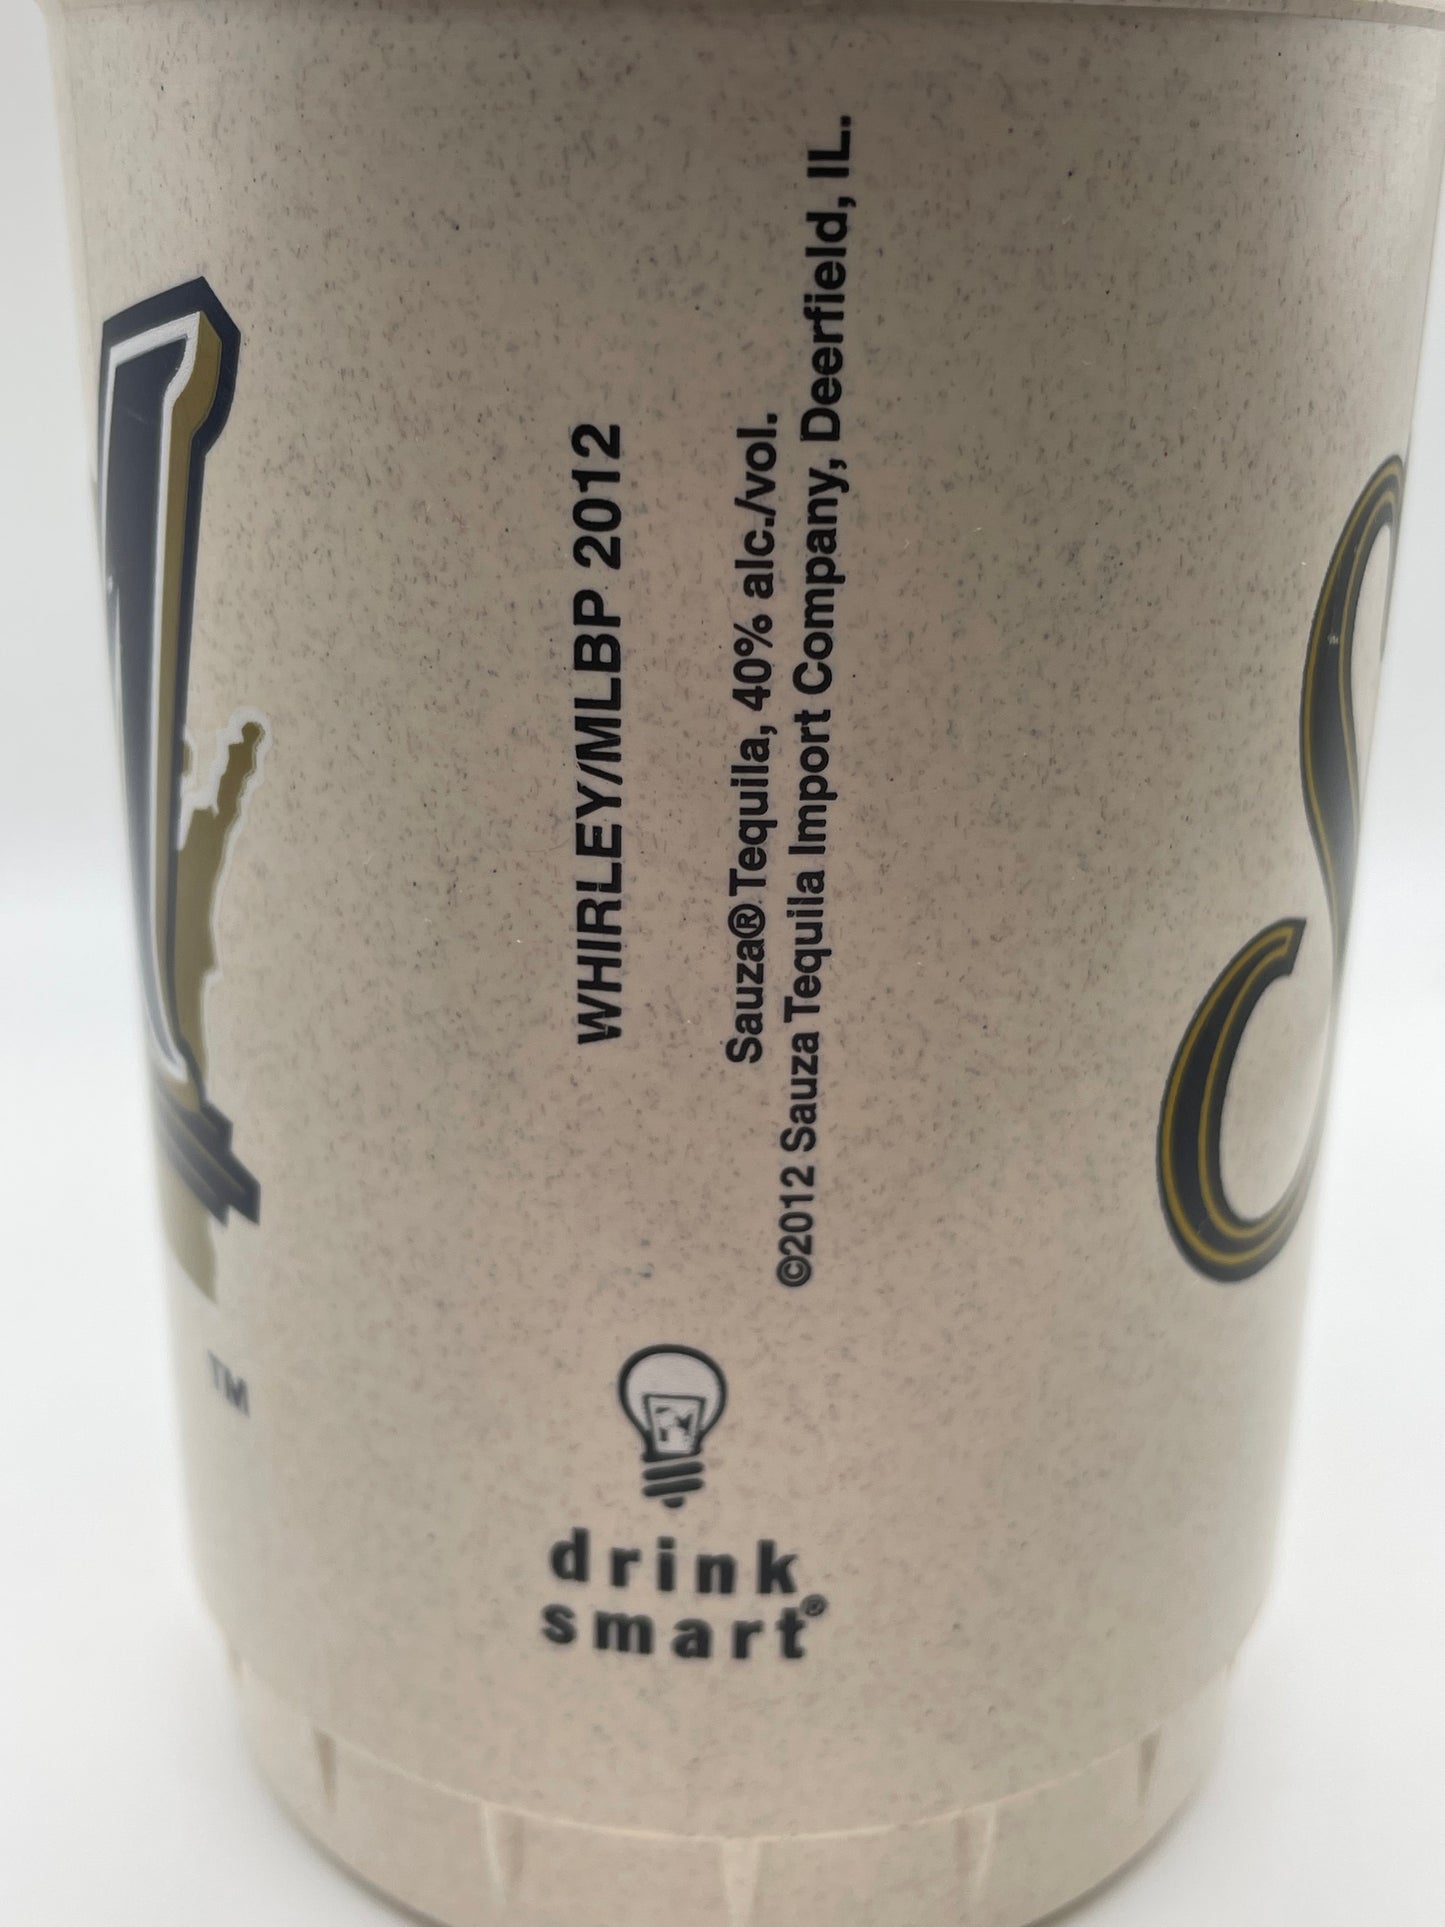 WHIRLEY/MLBP 2012
Sauza® Tequila, 40% alc./vol.
©2012 Sauza Tequila Import Company, Deerfield, IL.
drink
smart®
TM
S